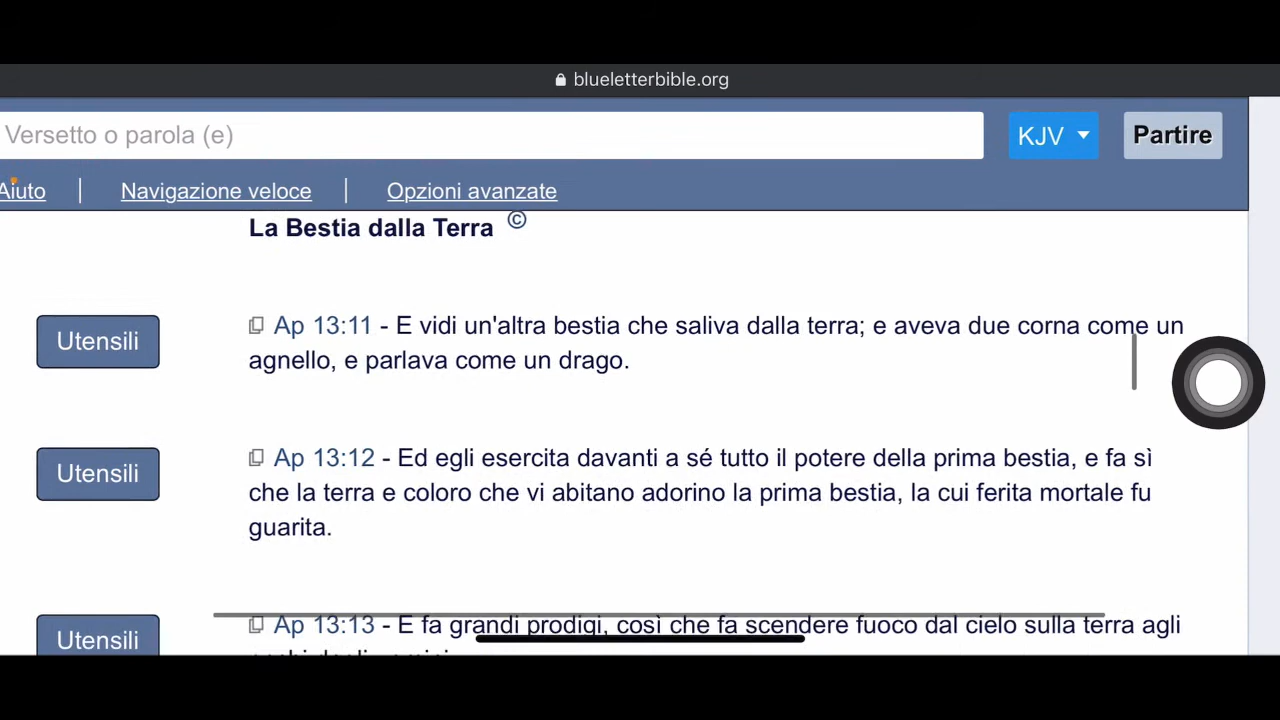 blueletterbible.org
Versetto o parola (e)
KJV
Partire
Aiuto | Navigazione veloce | Opzioni avanzate
La Bestia dalla Terra ©
Utensili
Ap 13:11 - E vidi un'altra bestia che saliva dalla terra; e aveva due corna come un
agnello, e parlava come un drago.
Utensili
Ap 13:12 - Ed egli esercita davanti a sé tutto il potere della prima bestia, e fa sì
che la terra e coloro che vi abitano adorino la prima bestia, la cui ferita mortale fu
guarita.
Utensili
Ap 13:13 - E fa grandi prodigi, così che fa scendere fuoco dal cielo sulla terra agli